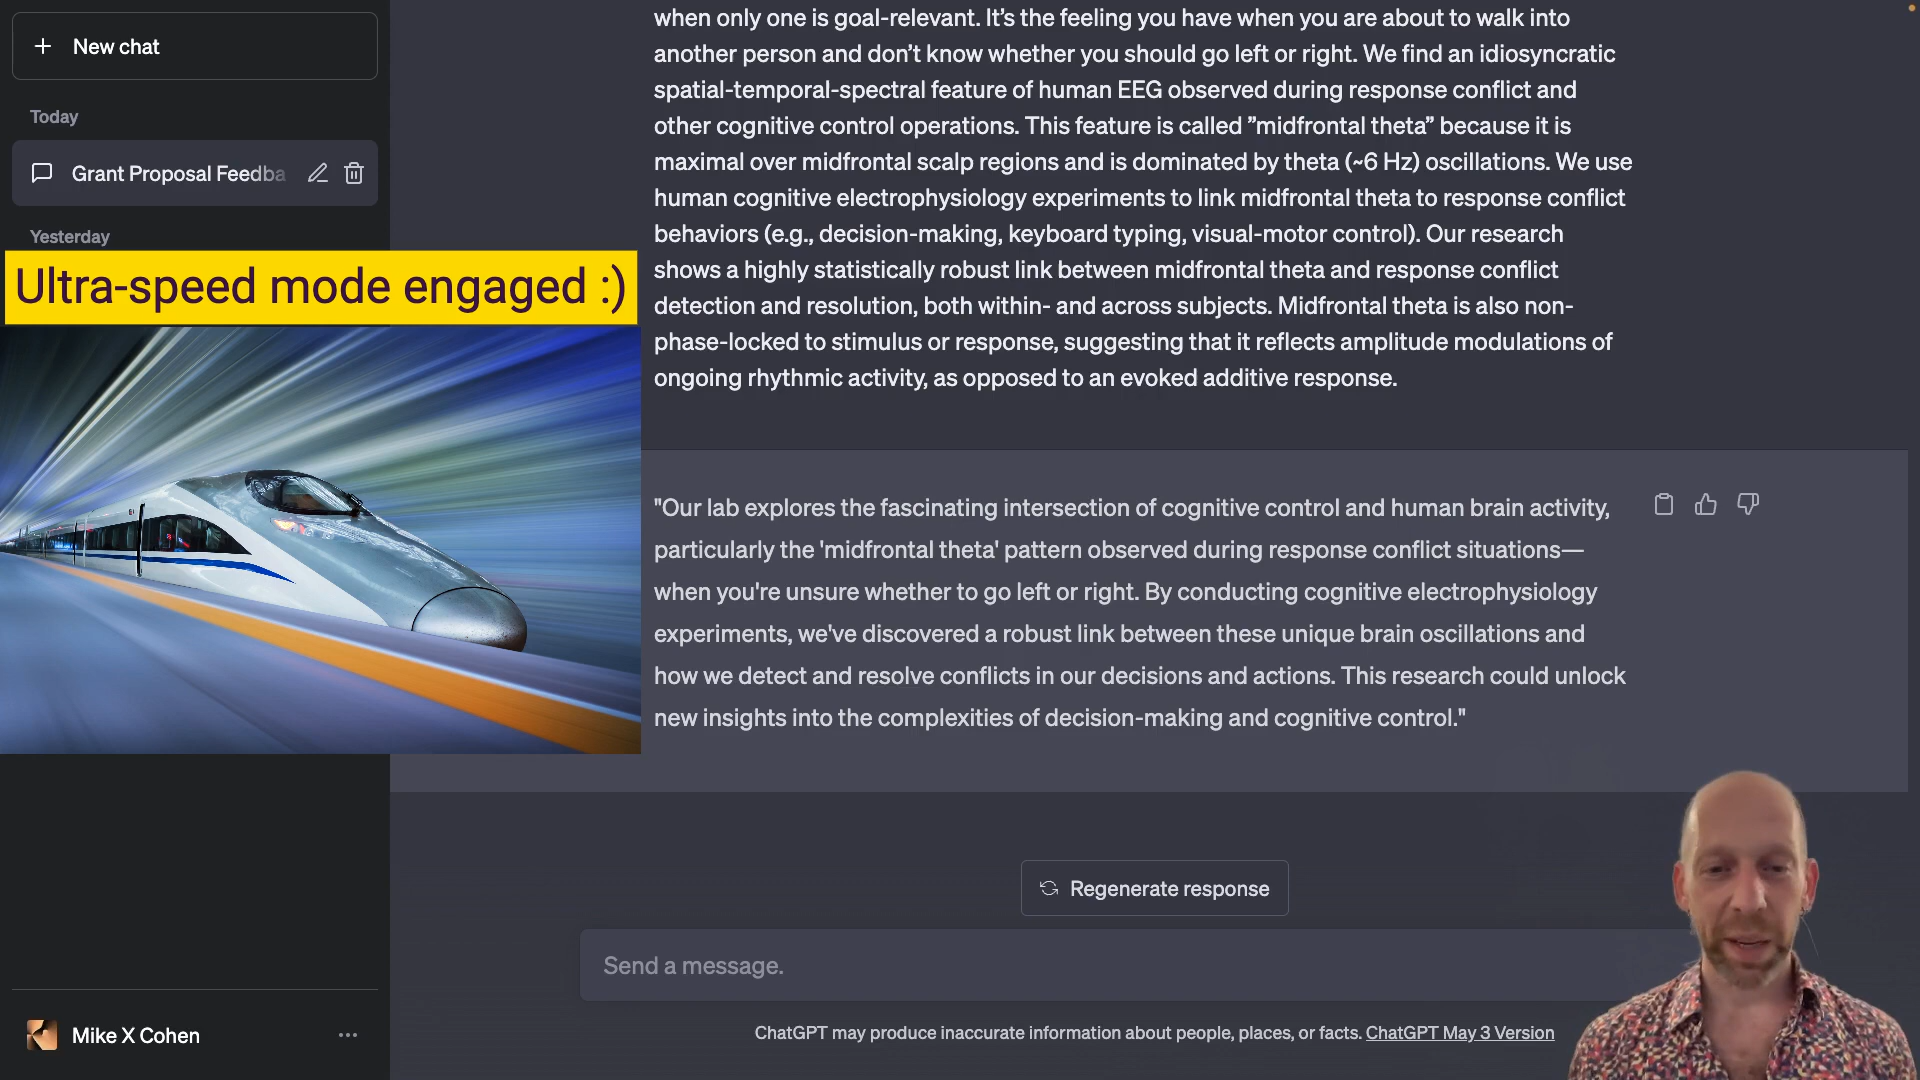 New chat
Today
Grant Proposal Feedba
Yesterday
Ultra-speed mode engaged :)
when only one is goal-relevant. It’s the feeling you have when you are about to walk into
another person and don’t know whether you should go left or right. We find an idiosyncratic
spatial-temporal-spectral feature of human EEG observed during response conflict and
other cognitive control operations. This feature is called ”midfrontal theta” because it is
maximal over midfrontal scalp regions and is dominated by theta (~6 Hz) oscillations. We use
human cognitive electrophysiology experiments to link midfrontal theta to response conflict
behaviors (e.g., decision-making, keyboard typing, visual-motor control). Our research
shows a highly statistically robust link between midfrontal theta and response conflict
detection and resolution, both within- and across subjects. Midfrontal theta is also non-
phase-locked to stimulus or response, suggesting that it reflects amplitude modulations of
ongoing rhythmic activity, as opposed to an evoked additive response.
"Our lab explores the fascinating intersection of cognitive control and human brain activity,
particularly the 'midfrontal theta' pattern observed during response conflict situations—
when you're unsure whether to go left or right. By conducting cognitive electrophysiology
experiments, we've discovered a robust link between these unique brain oscillations and
how we detect and resolve conflicts in our decisions and actions. This research could unlock
new insights into the complexities of decision-making and cognitive control."
Regenerate response
Send a message.
Mike X Cohen
ChatGPT may produce inaccurate information about people, places, or facts. ChatGPT May 3 Version